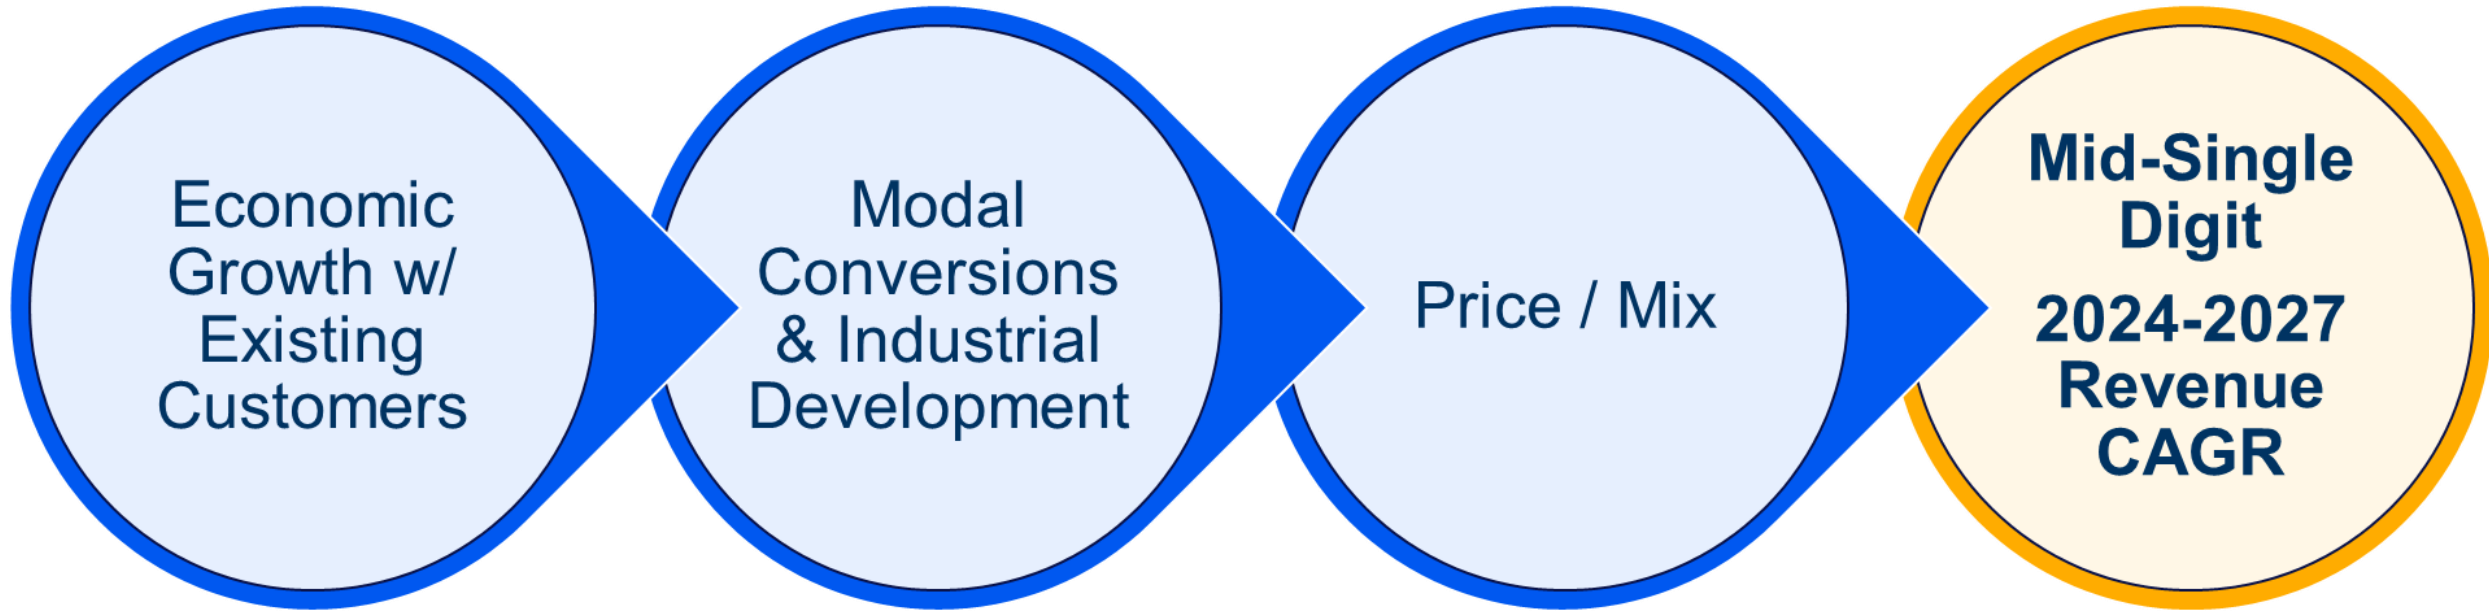 Economic
Growth w/
Existing
Customers
Modal
Conversions
& Industrial
Development
Price / Mix
Mid-Single
Digit
2024-2027
Revenue
CAGR